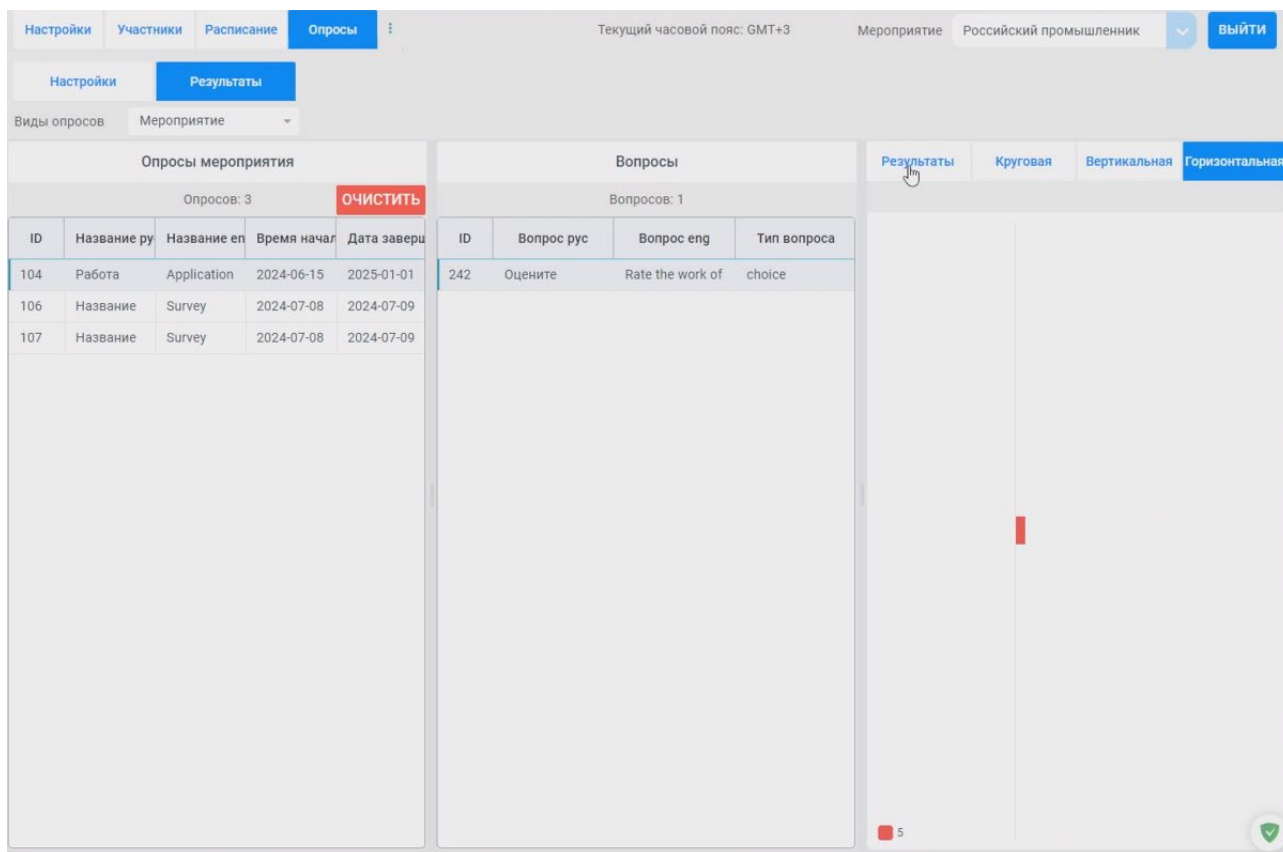 Настройки Участники Расписание Опросы Текущий часовой пояс: GMT+3 Мероприятие Российский промышленник ВЫЙТИ
Настройки Результаты
Виды опросов Мероприятие
Опросы мероприятия Вопросы Результаты Круговая Вертикальная Горизонтальная
Опросов: 3 ОЧИСТИТЬ Вопросов: 1
ID Название ру Название en Время начал Дата заверш ID Вопрос рус Вопрос eng Тип вопроса
104 Работа Application 2024-06-15 2025-01-01 242 Оцените Rate the work of choice
106 Название Survey 2024-07-08 2024-07-09
107 Название Survey 2024-07-08 2024-07-09
5